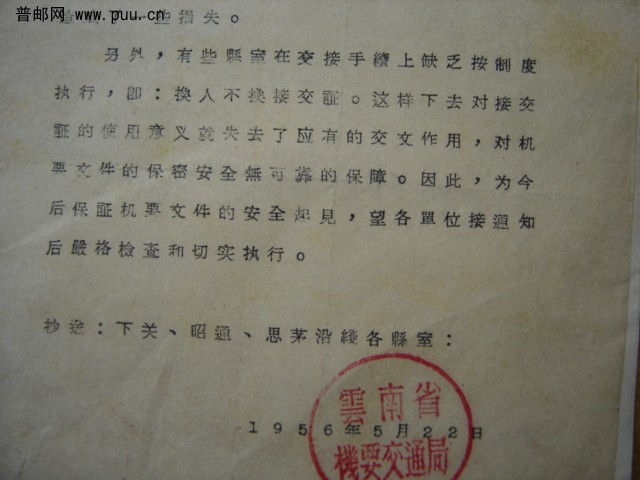 普邮网 www.puu.cn
些損失。
另外，有些縣室在交接手續上缺乏按制度
执行，卽：換人不換接交証。这样下去对接交
証的使用意义就失去了应有的交文作用，对机
要文件的保密安全無可靠的保障。因此，为今
后保証机要文件的安全起見，望各單位接通知
后嚴格檢查和切实执行。
抄送：下关、昭通、思茅沿綫各縣室：
雲南省
1956年5月22日
機要交通局